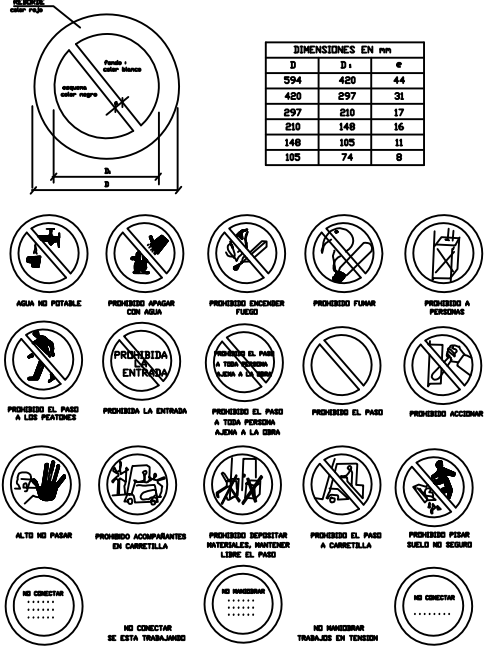 REBORDE
color rojo
fondo :
color blanco
esquema
color negro
e
D₁
D
DIMENSIONES EN mm
D D₁ e
594 420 44
420 297 31
297 210 17
210 148 16
148 105 11
105 74 8
AGUA NO POTABLE
PROHIBIDO APAGAR
CON AGUA
PROHIBIDO ENCENDER
FUEGO
PROHIBIDO FUMAR
PROHIBIDO A
PERSONAS
PROHIBIDA
LA
ENTRADA
PROHIBIDO EL PASO
A TODA PERSONA
AJENA A LA OBRA
PROHIBIDO EL PASO
A LOS PEATONES
PROHIBIDA LA ENTRADA
PROHIBIDO EL PASO
A TODA PERSONA
AJENA A LA OBRA
PROHIBIDO EL PASO
PROHIBIDO ACCIONAR
ALTO NO PASAR
PROHIBIDO ACOMPAÑANTES
EN CARRETILLA
PROHIBIDO DEPOSITAR
MATERIALES, MANTENER
LIBRE EL PASO
PROHIBIDO EL PASO
A CARRETILLA
PROHIBIDO PISAR
SUELO NO SEGURO
NO CONECTAR
NO CONECTAR
SE ESTA TRABAJANDO
NO MANIOBRAR
NO MANIOBRAR
TRABAJOS EN TENSION
NO CONECTAR